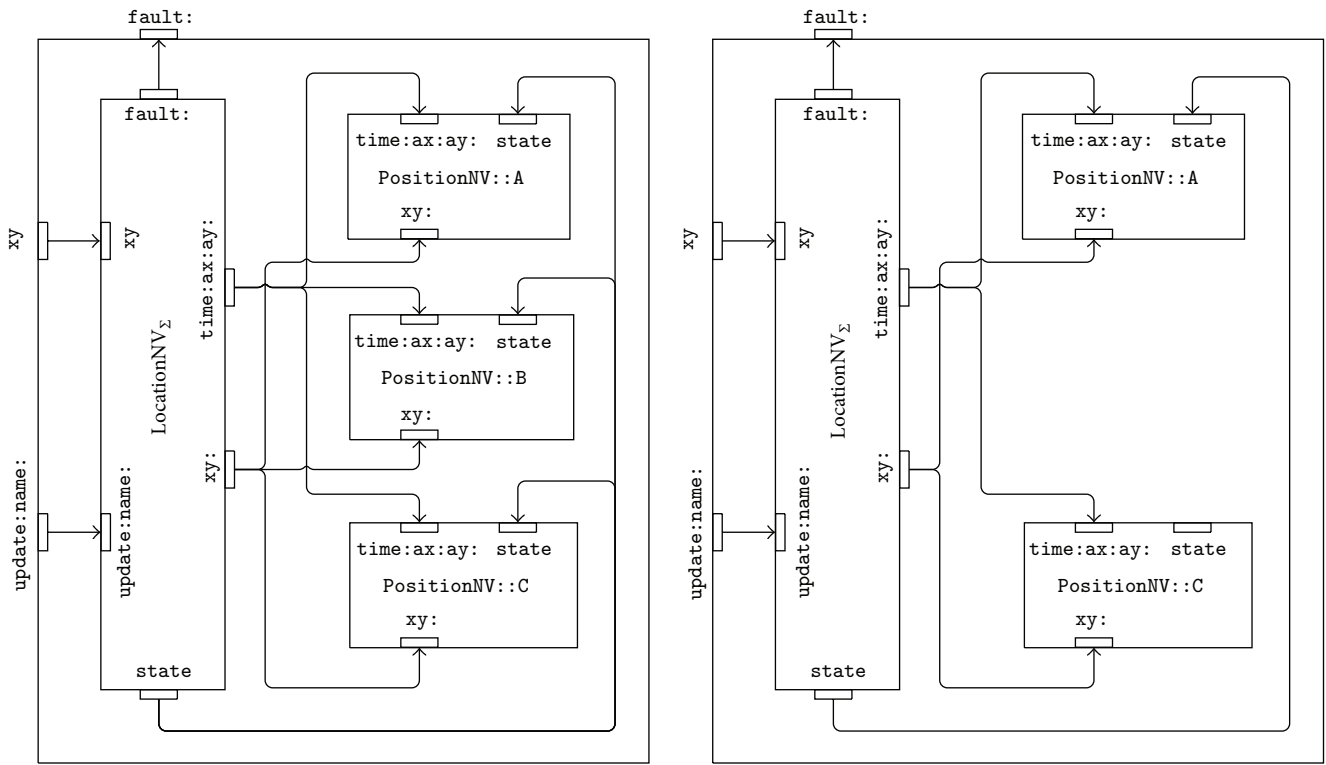 fault:
fault:
time:ax:ay: state
PositionNV::A
xy:
xy
xy
time:ax:ay:
LocationNV_Σ
time:ax:ay: state
PositionNV::B
xy:
xy:
update:name:
update:name:
time:ax:ay: state
PositionNV::C
xy:
state
fault:
fault:
time:ax:ay: state
PositionNV::A
xy:
xy
xy
time:ax:ay:
LocationNV_Σ
xy:
update:name:
update:name:
time:ax:ay: state
PositionNV::C
xy:
state